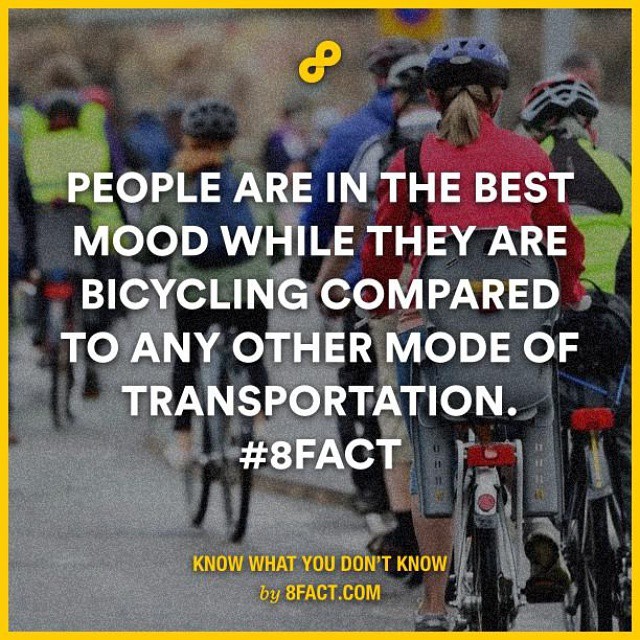 PEOPLE ARE IN THE BEST
MOOD WHILE THEY ARE
BICYCLING COMPARED
TO ANY OTHER MODE OF
TRANSPORTATION.
#8FACT
KNOW WHAT YOU DON'T KNOW
by 8FACT.COM